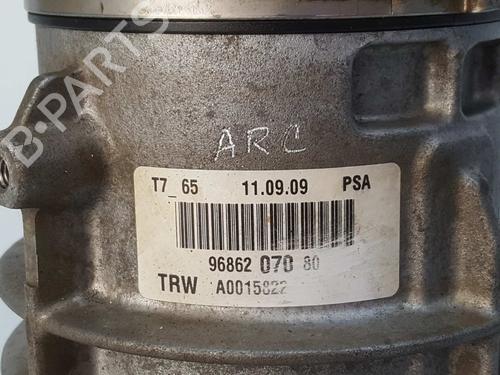 B-PARTS
ARC
T7_65 11.09.09 PSA
96862 070 80
TRW A0015822